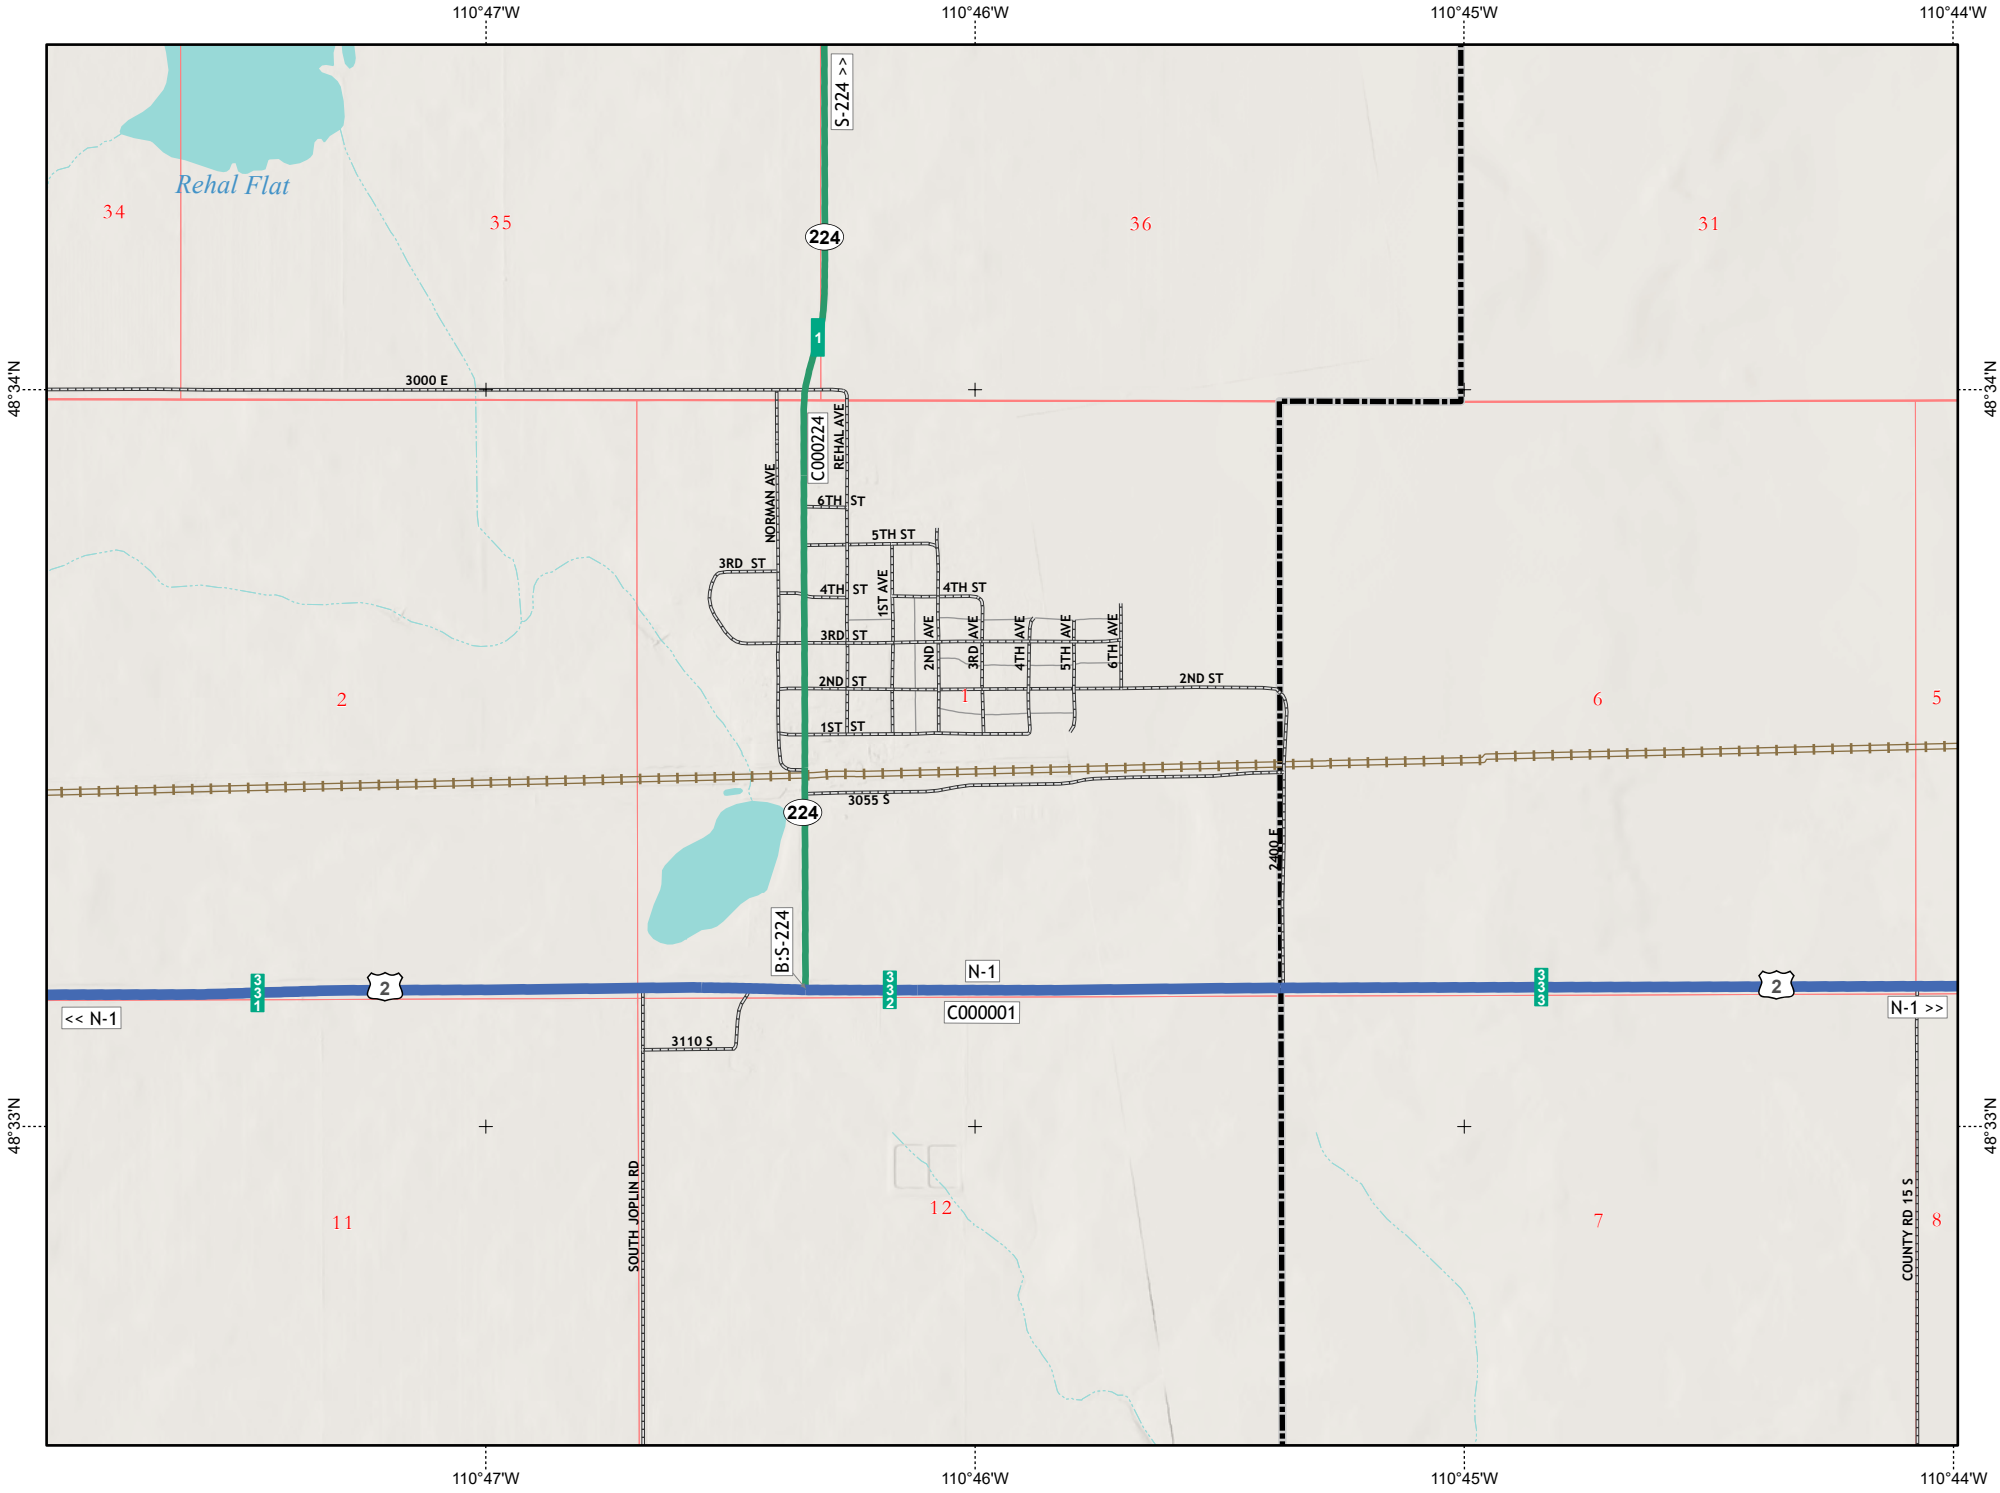 110°47'W
110°46'W
110°45'W
110°44'W
S-224 >>
Rehal Flat
34
35
36
31
224
1
48°34'N
48°34'N
3000 E
C000224
REHAL AVE
NORMAN AVE
6TH ST
5TH ST
3RD ST
4TH ST
1ST AVE
4TH ST
3RD ST
2ND AVE
3RD AVE
4TH AVE
5TH AVE
6TH AVE
2ND ST
2ND ST
2
1
6
5
1ST ST
3055 S
224
2400 E
B:S-224
331
2
332
N-1
333
2
<< N-1
C000001
N-1 >>
3110 S
48°33'N
48°33'N
SOUTH JOPLIN RD
COUNTY RD 15 S
11
12
7
8
110°47'W
110°46'W
110°45'W
110°44'W